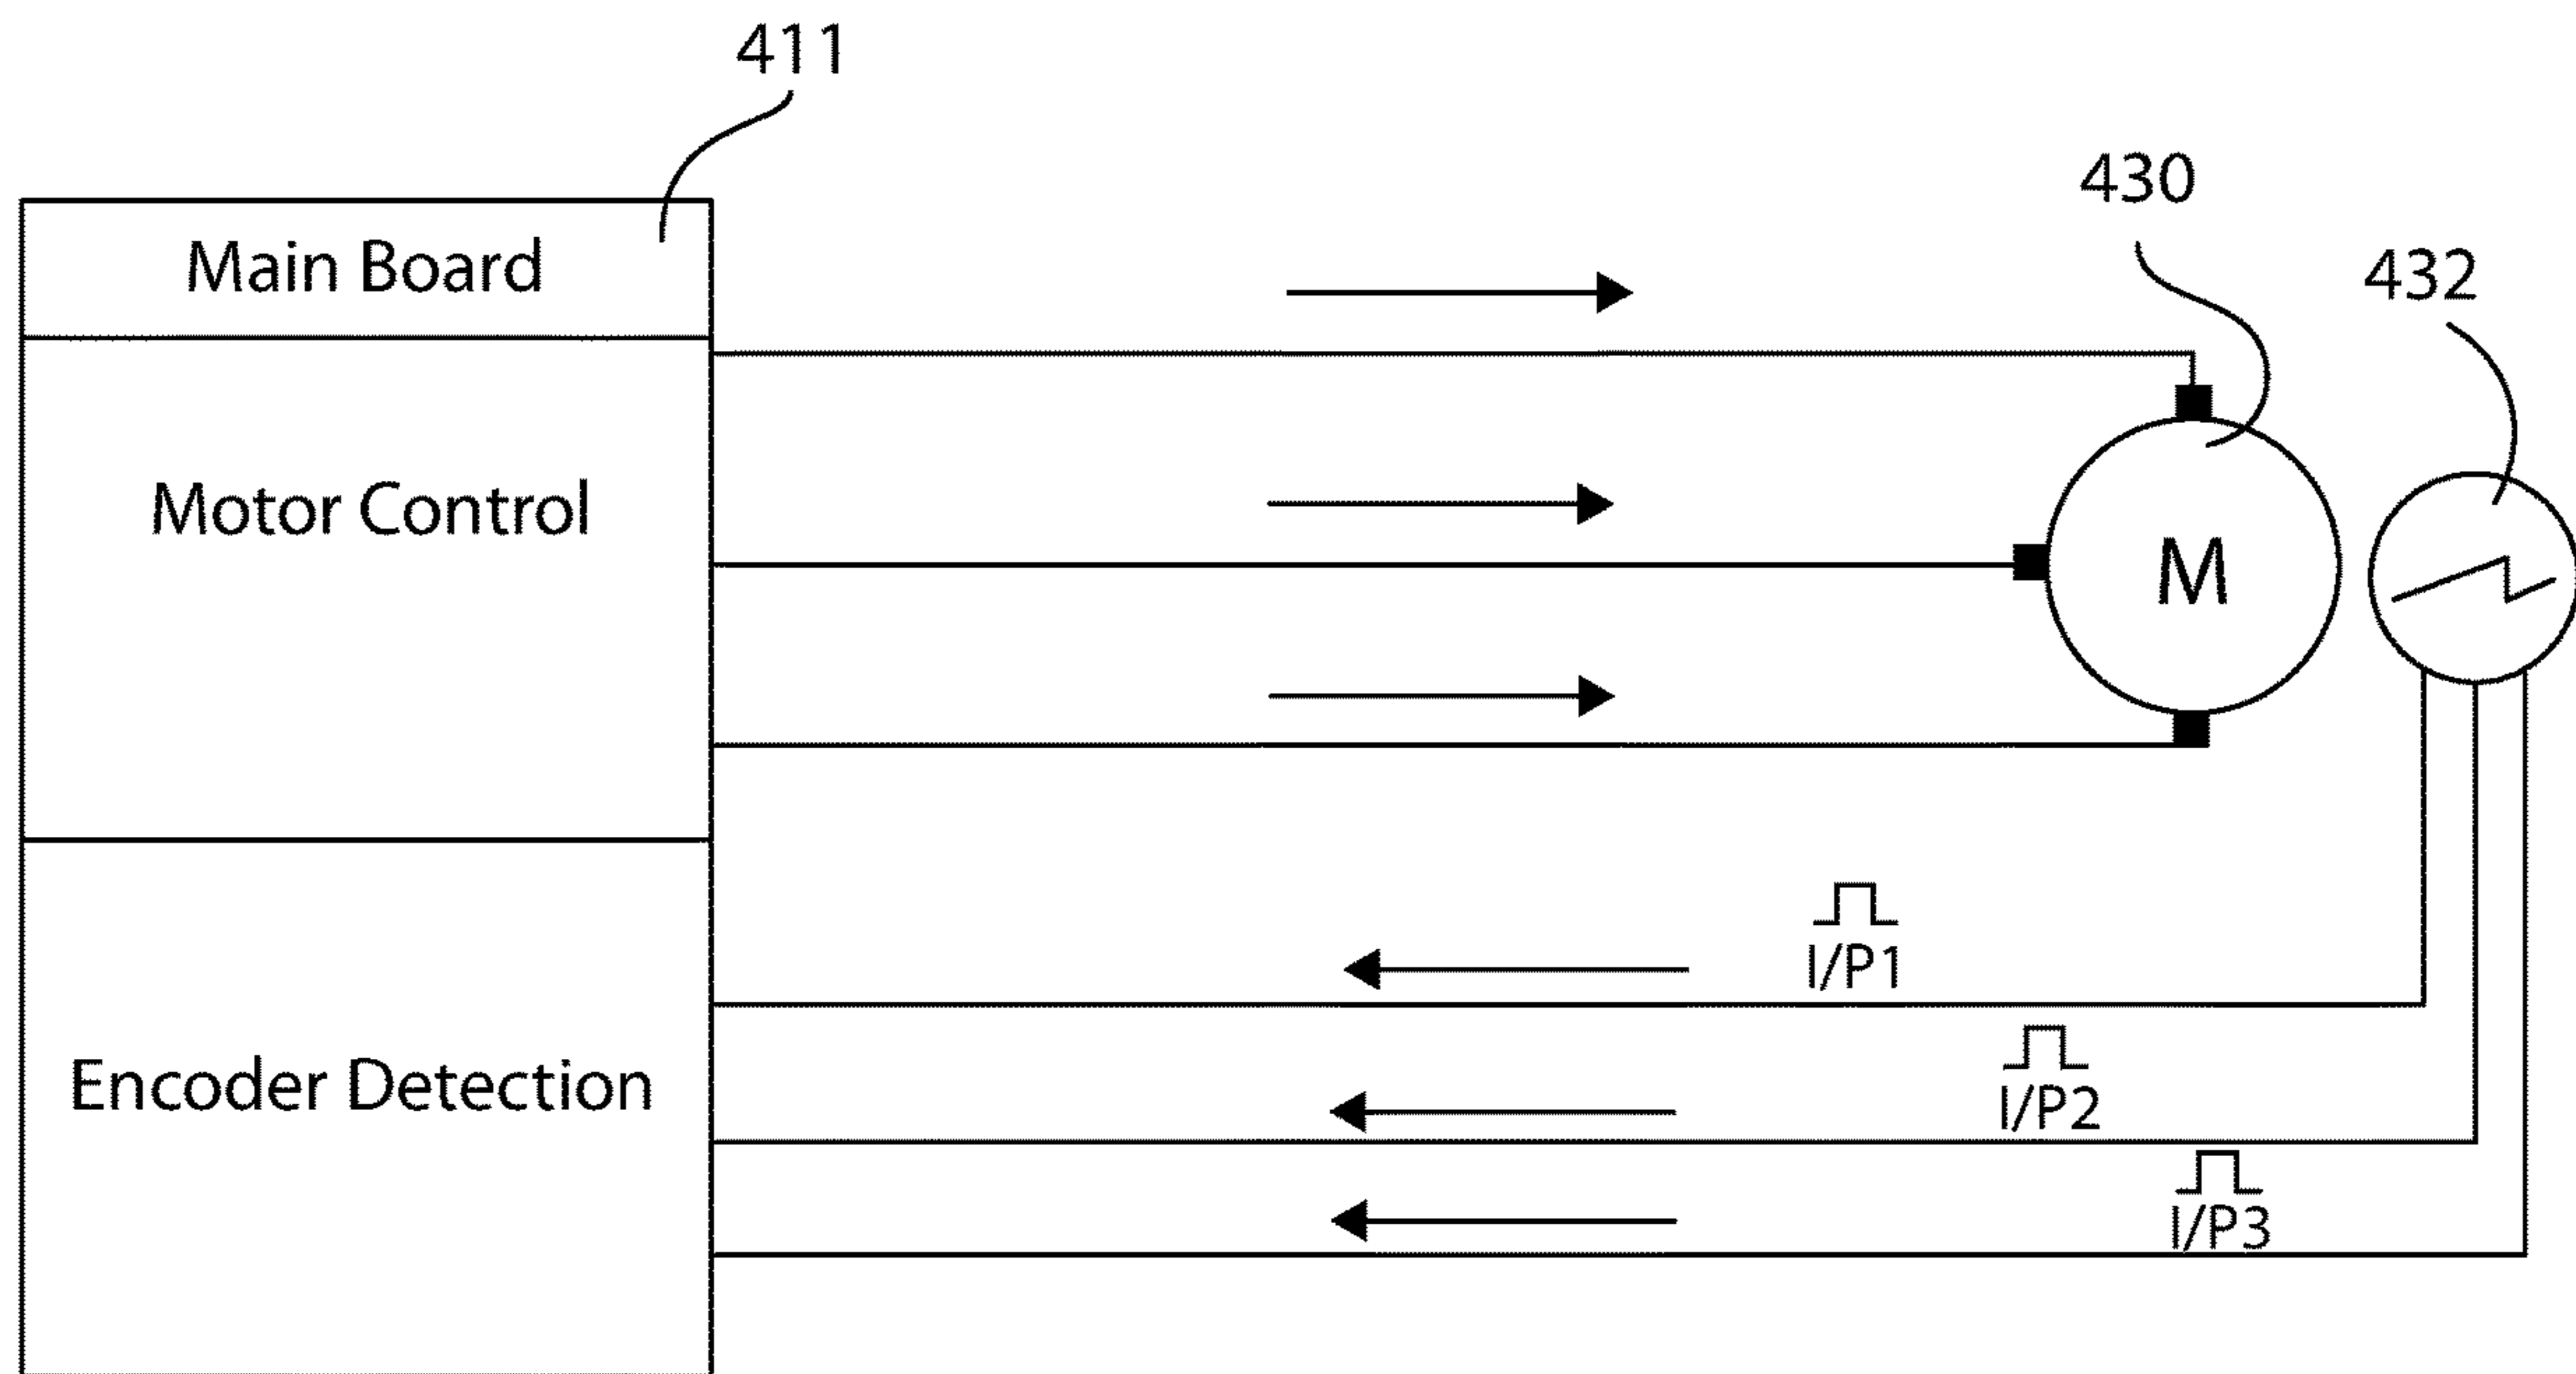 411
430
432
Main Board
Motor Control
M
I/P1
Encoder Detection
I/P2
I/P3